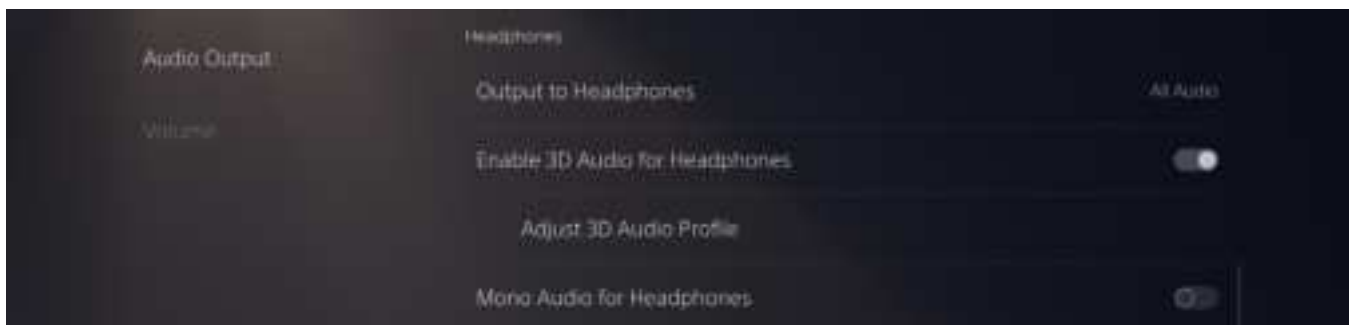 Headphones
Audio Output
Output to Headphones
All Audio
Volume
Enable 3D Audio for Headphones
Adjust 3D Audio Profile
Mono Audio for Headphones